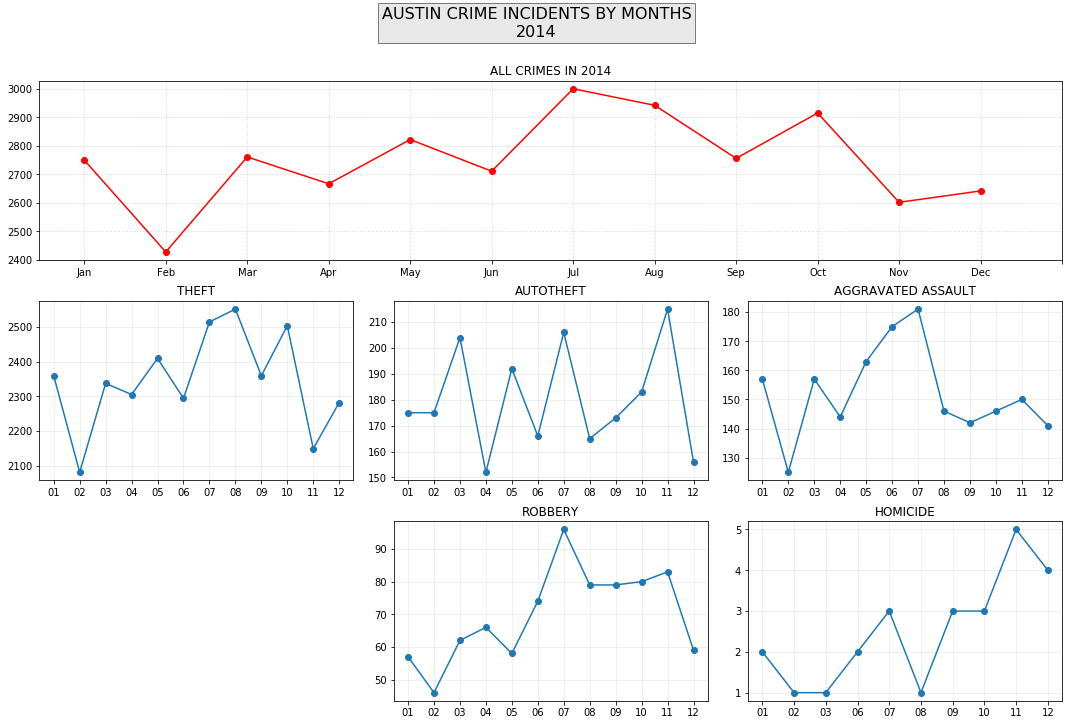 AUSTIN CRIME INCIDENTS BY MONTHS
2014
ALL CRIMES IN 2014
3000
2900
2800
2700
2600
2500
2400
Jan Feb Mar Apr May Jun Jul Aug Sep Oct Nov Dec
THEFT
2500
2400
2300
2200
2100
01 02 03 04 05 06 07 08 09 10 11 12
AUTOTHEFT
210
200
190
180
170
160
150
01 02 03 04 05 06 07 08 09 10 11 12
AGGRAVATED ASSAULT
180
170
160
150
140
130
01 02 03 04 05 06 07 08 09 10 11 12
ROBBERY
90
80
70
60
50
01 02 03 04 05 06 07 08 09 10 11 12
HOMICIDE
5
4
3
2
1
01 02 03 04 05 06 07 08 09 10 11 12